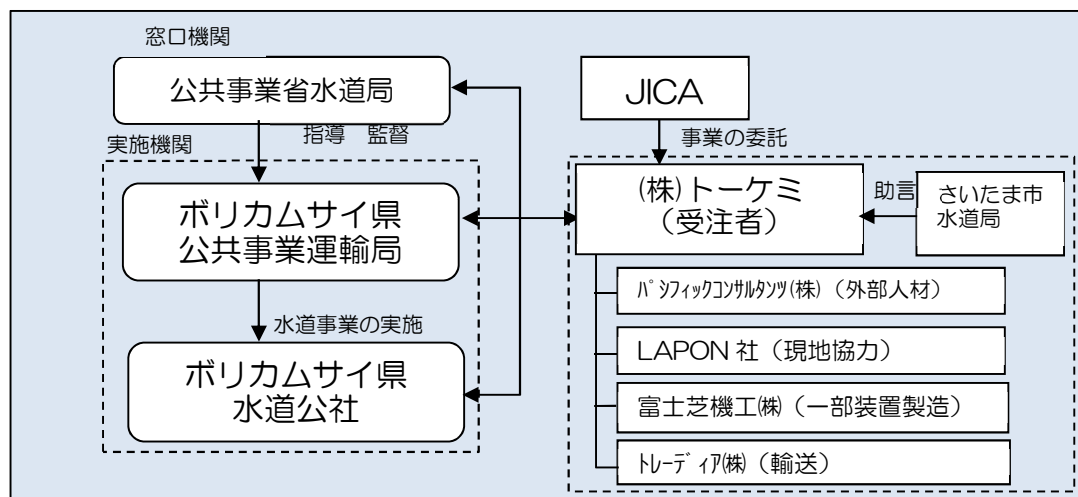 窓口機関
公共事業省水道局
指導　監督
実施機関
ボリカムサイ県
公共事業運輸局
水道事業の実施
ボリカムサイ県
水道公社
JICA
事業の委託
(株)トーケミ
（受注者）
助言
さいたま市
水道局
ﾊﾟｼﾌｨｯｸｺﾝｻﾙﾀﾝﾂ(株)（外部人材）
LAPON 社（現地協力）
富士芝機工㈱（一部装置製造）
ﾄﾚｰﾃﾞｨｱ㈱（輸送）